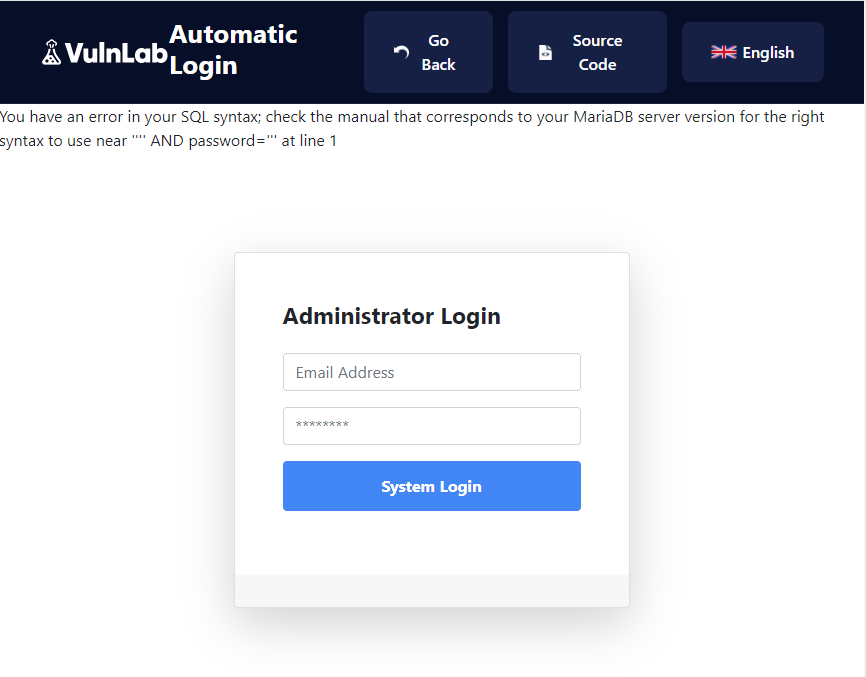 VulnLab
Automatic
Login
Go
Back
Source
Code
English
You have an error in your SQL syntax; check the manual that corresponds to your MariaDB server version for the right
syntax to use near '''' AND password=''' at line 1
Administrator Login
Email Address
********
System Login